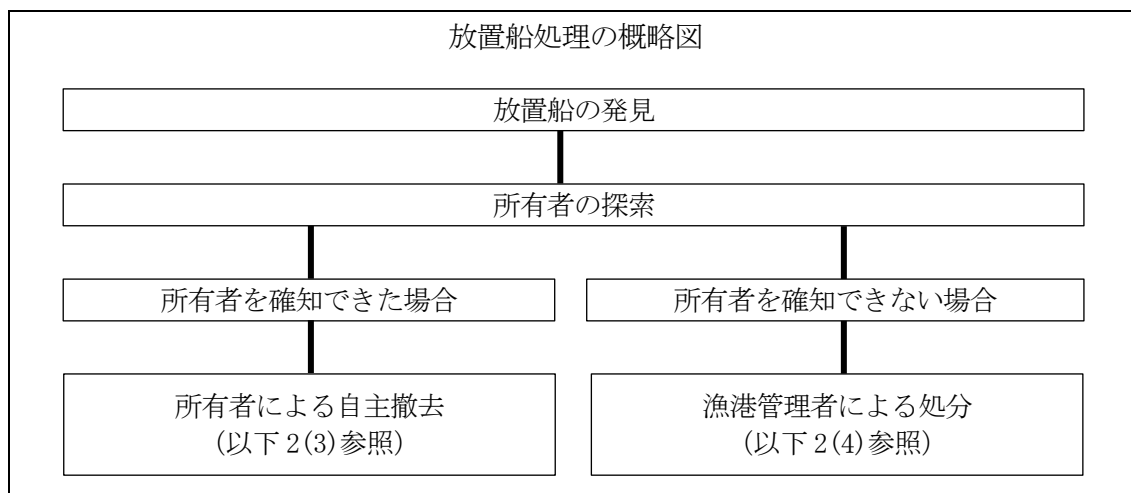 放置船処理の概略図
放置船の発見
所有者の探索
所有者を確知できた場合
所有者を確知できない場合
所有者による自主撤去
(以下 2(3)参照)
漁港管理者による処分
(以下 2(4)参照)